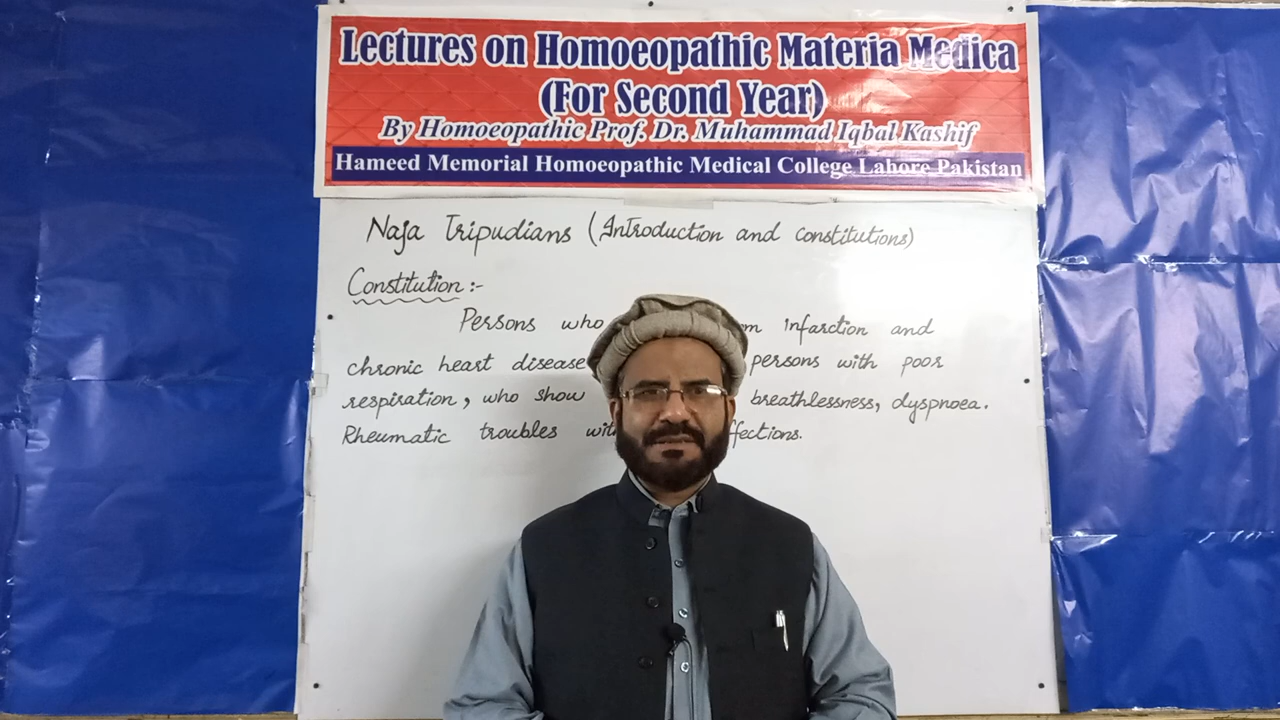 Lectures on Homoeopathic Materia Medica
(For Second Year)
By Homoeopathic Prof. Dr. Muhammad Iqbal Kashif
Hameed Memorial Homoeopathic Medical College Lahore Pakistan
Naja Tripudians (Introduction and constitutions)
Constitution :-
Persons who infarction and
chronic heart disease persons with poor
respiration, who show breathlessness, dyspnoea.
Rheumatic troubles